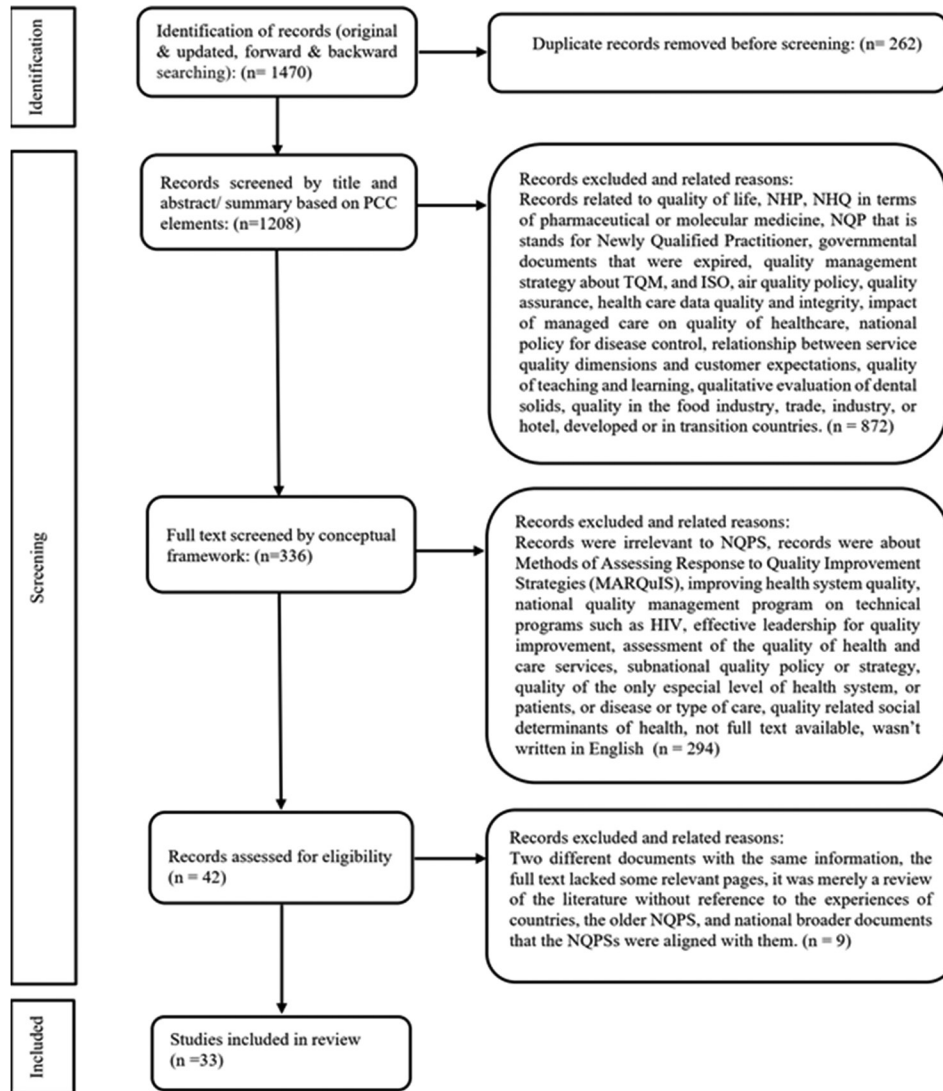 Identification
Identification of records (original
& updated, forward & backward
searching): (n= 1470)
Duplicate records removed before screening: (n= 262)
Screening
Records screened by title and
abstract/ summary based on PCC
elements: (n=1208)
Records excluded and related reasons:
Records related to quality of life, NHP, NHQ in terms
of pharmaceutical or molecular medicine, NQP that is
stands for Newly Qualified Practitioner, governmental
documents that were expired, quality management
strategy about TQM, and ISO, air quality policy, quality
assurance, health care data quality and integrity, impact
of managed care on quality of healthcare, national
policy for disease control, relationship between service
quality dimensions and customer expectations, quality
of teaching and learning, qualitative evaluation of dental
solids, quality in the food industry, trade, industry, or
hotel, developed or in transition countries. (n = 872)
Full text screened by conceptual
framework: (n=336)
Records excluded and related reasons:
Records were irrelevant to NQPS, records were about
Methods of Assessing Response to Quality Improvement
Strategies (MARQuIS), improving health system quality,
national quality management program on technical
programs such as HIV, effective leadership for quality
improvement, assessment of the quality of health and
care services, subnational quality policy or strategy,
quality of the only especial level of health system, or
patients, or disease or type of care, quality related social
determinants of health, not full text available, wasn't
written in English (n = 294)
Records assessed for eligibility
(n = 42)
Records excluded and related reasons:
Two different documents with the same information, the
full text lacked some relevant pages, it was merely a review
of the literature without reference to the experiences of
countries, the older NQPS, and national broader documents
that the NQPSs were aligned with them. (n = 9)
Included
Studies included in review
(n =33)